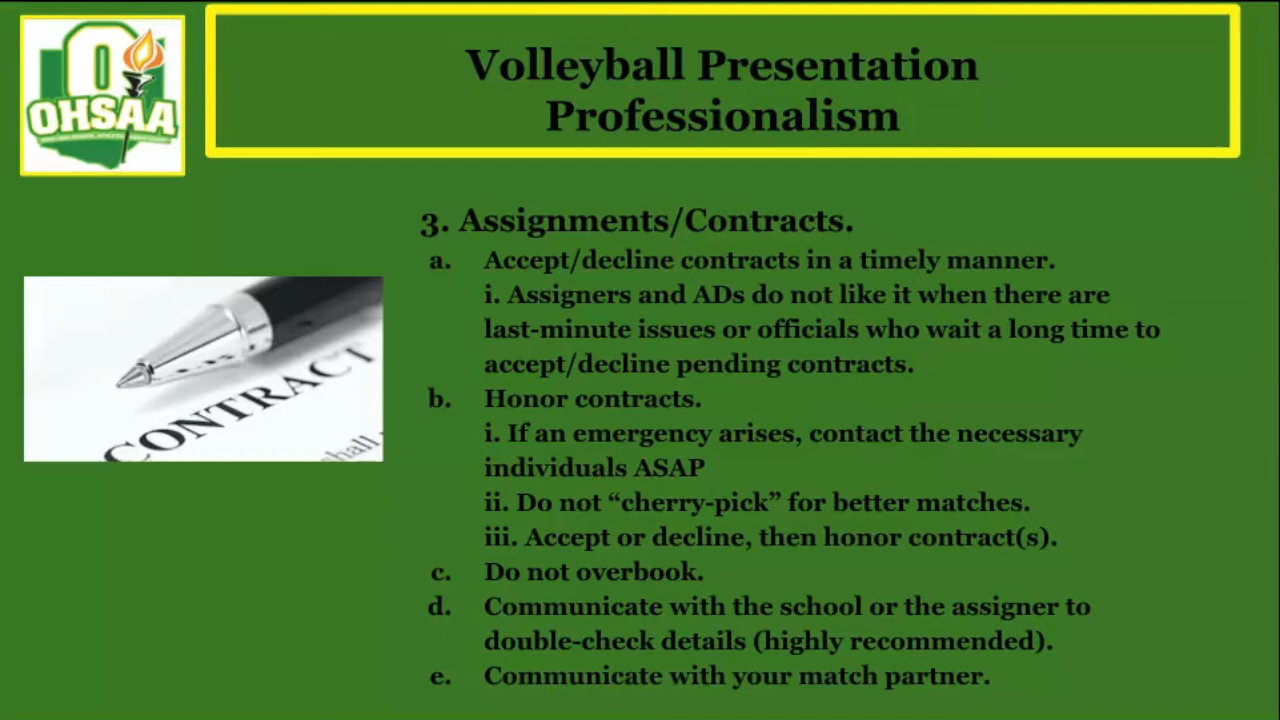 OHSAA
Volleyball Presentation
Professionalism
3. Assignments/Contracts.
a. Accept/decline contracts in a timely manner.
i. Assigners and ADs do not like it when there are
last-minute issues or officials who wait a long time to
accept/decline pending contracts.
CONTRACT
shall
b. Honor contracts.
i. If an emergency arises, contact the necessary
individuals ASAP
ii. Do not “cherry-pick” for better matches.
iii. Accept or decline, then honor contract(s).
c. Do not overbook.
d. Communicate with the school or the assigner to
double-check details (highly recommended).
e. Communicate with your match partner.